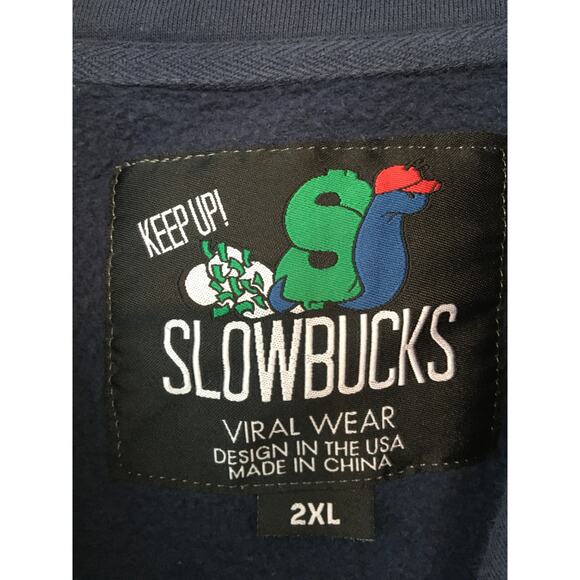 KEEP UP!
SLOWBUCKS
VIRAL WEAR
DESIGN IN THE USA
MADE IN CHINA
2XL